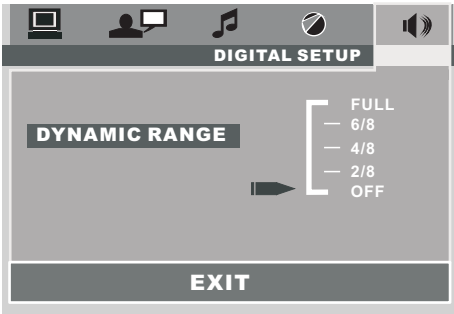 DIGITAL SETUP
FULL
6/8
DYNAMIC RANGE
4/8
2/8
OFF
EXIT